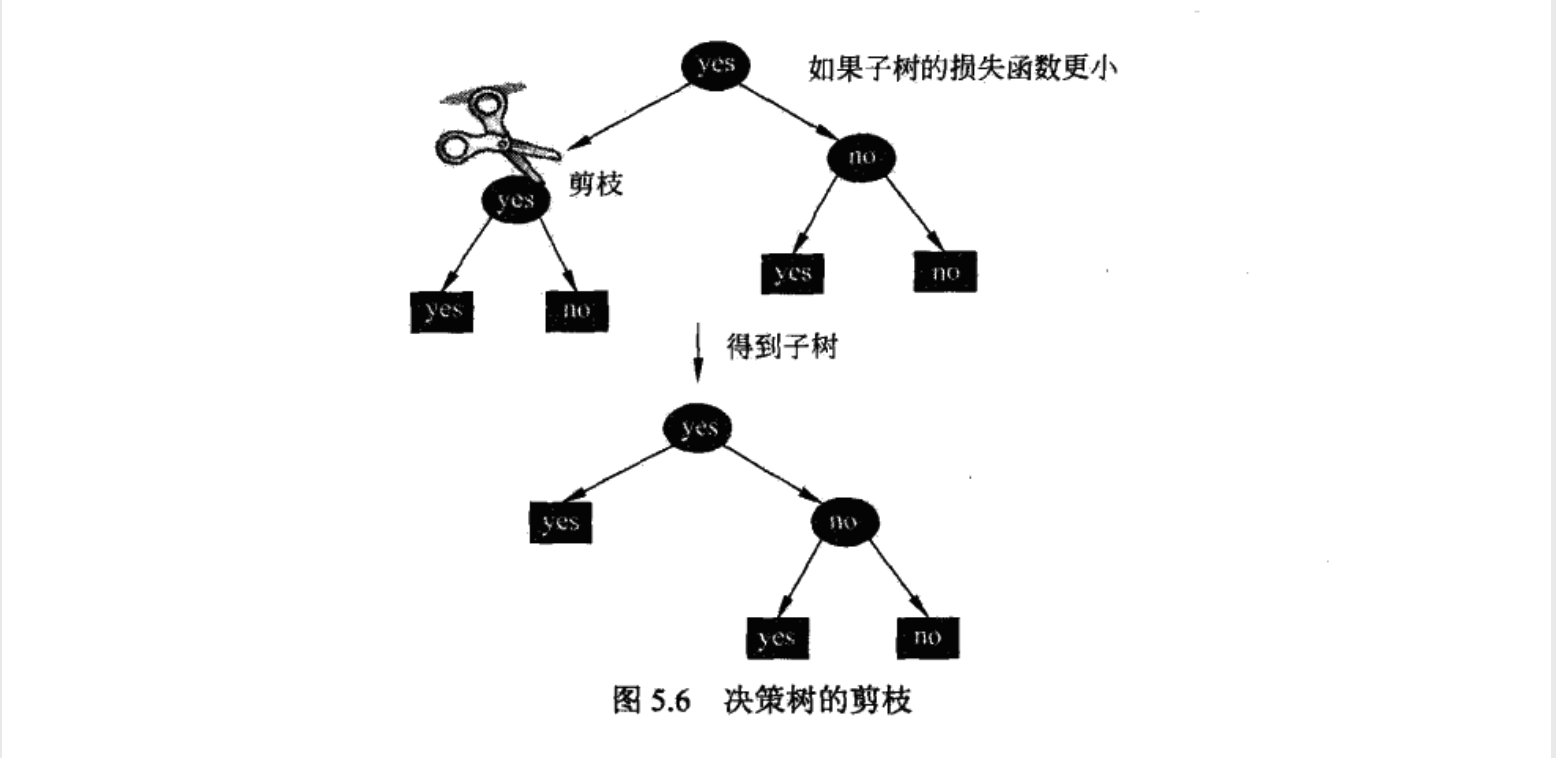 yes
如果子树的损失函数更小
no
剪枝
yes
yes
no
yes
no
得到子树
yes
yes
no
yes
no
图 5.6 决策树的剪枝